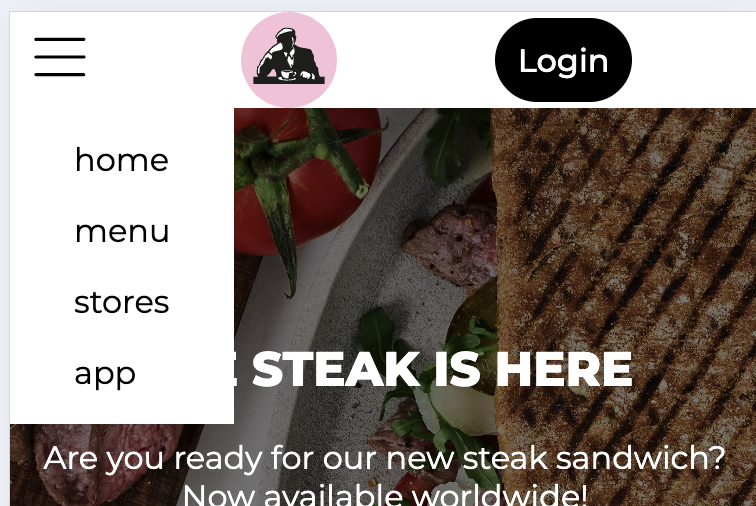 Login
home
menu
stores
app
STEAK IS HERE
Are you ready for our new steak sandwich?
Now available worldwide!